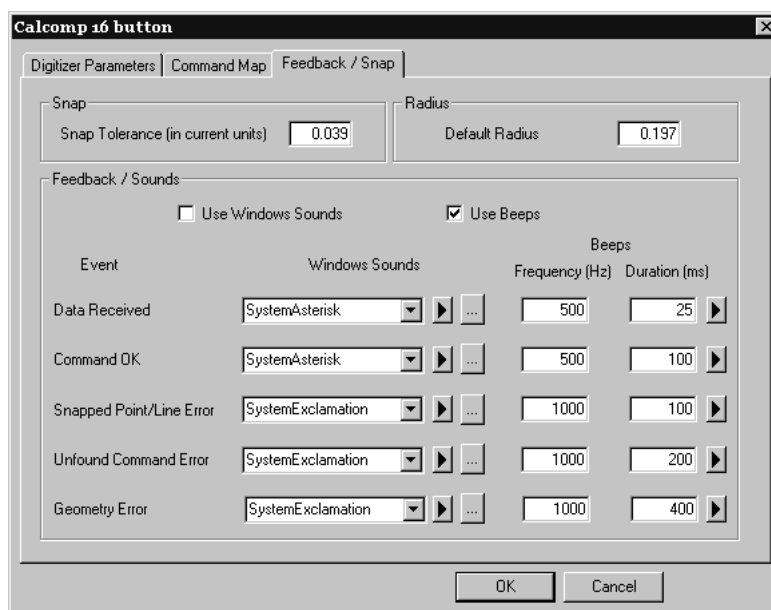 Calcomp 16 button
Digitizer Parameters Command Map Feedback / Snap
Snap Radius
Snap Tolerance (in current units) 0.039 Default Radius 0.197
Feedback / Sounds
Use Windows Sounds Use Beeps
Beeps
Event Windows Sounds Frequency (Hz) Duration (ms)
Data Received SystemAsterisk ... 500 25
Command OK SystemAsterisk ... 500 100
Snapped Point/Line Error SystemExclamation ... 1000 100
Unfound Command Error SystemExclamation ... 1000 200
Geometry Error SystemExclamation ... 1000 400
OK Cancel